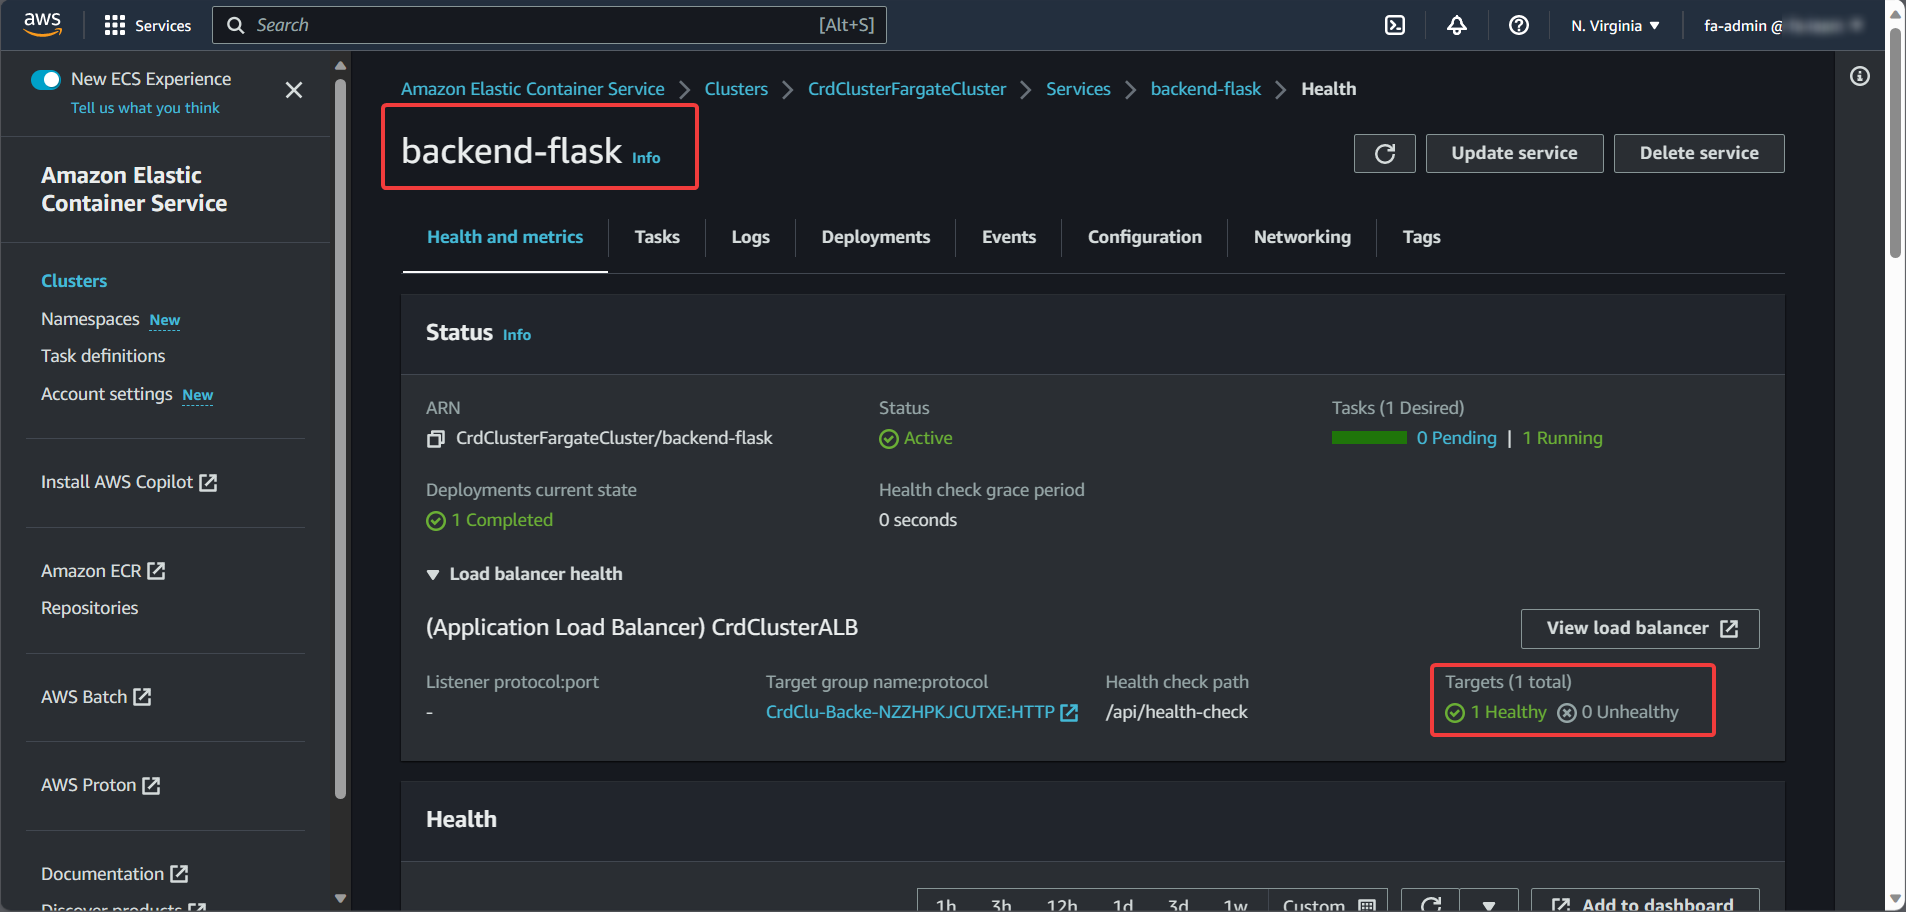 aws Services Search [Alt+S] N. Virginia fa-admin @
New ECS Experience
Tell us what you think
Amazon Elastic
Container Service
Clusters
Namespaces New
Task definitions
Account settings New
Install AWS Copilot
Amazon ECR
Repositories
AWS Batch
AWS Proton
Documentation
Discover products
Amazon Elastic Container Service Clusters CrdClusterFargateCluster Services backend-flask Health
backend-flask Info
Update service Delete service
Health and metrics Tasks Logs Deployments Events Configuration Networking Tags
Status Info
ARN Status Tasks (1 Desired)
CrdClusterFargateCluster/backend-flask Active 0 Pending | 1 Running
Deployments current state Health check grace period
1 Completed 0 seconds
Load balancer health
(Application Load Balancer) CrdClusterALB View load balancer
Listener protocol:port Target group name:protocol Health check path Targets (1 total)
- CrdClu-Backe-NZZHPKJCUTXE:HTTP /api/health-check 1 Healthy 0 Unhealthy
Health
1h 3h 12h 1d 3d 1w Custom Add to dashboard